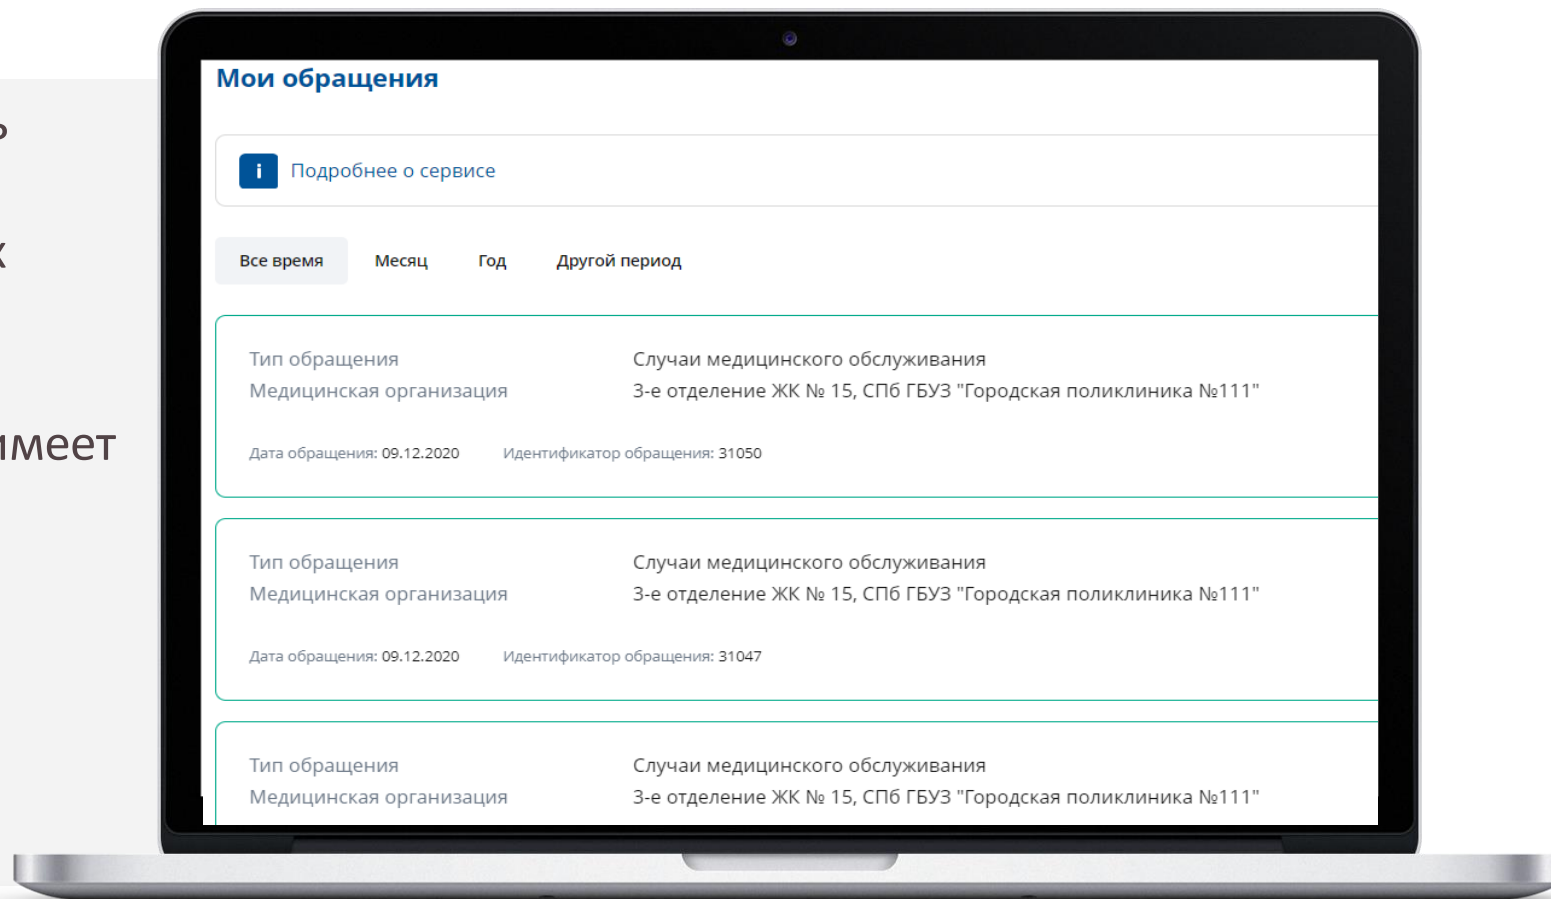 имеет
Мои обращения
i Подробнее о сервисе
Все время Месяц Год Другой период
Тип обращения Случаи медицинского обслуживания
Медицинская организация 3-е отделение ЖК № 15, СПб ГБУЗ "Городская поликлиника №111"
Дата обращения: 09.12.2020 Идентификатор обращения: 31050
Тип обращения Случаи медицинского обслуживания
Медицинская организация 3-е отделение ЖК № 15, СПб ГБУЗ "Городская поликлиника №111"
Дата обращения: 09.12.2020 Идентификатор обращения: 31047
Тип обращения Случаи медицинского обслуживания
Медицинская организация 3-е отделение ЖК № 15, СПб ГБУЗ "Городская поликлиника №111"